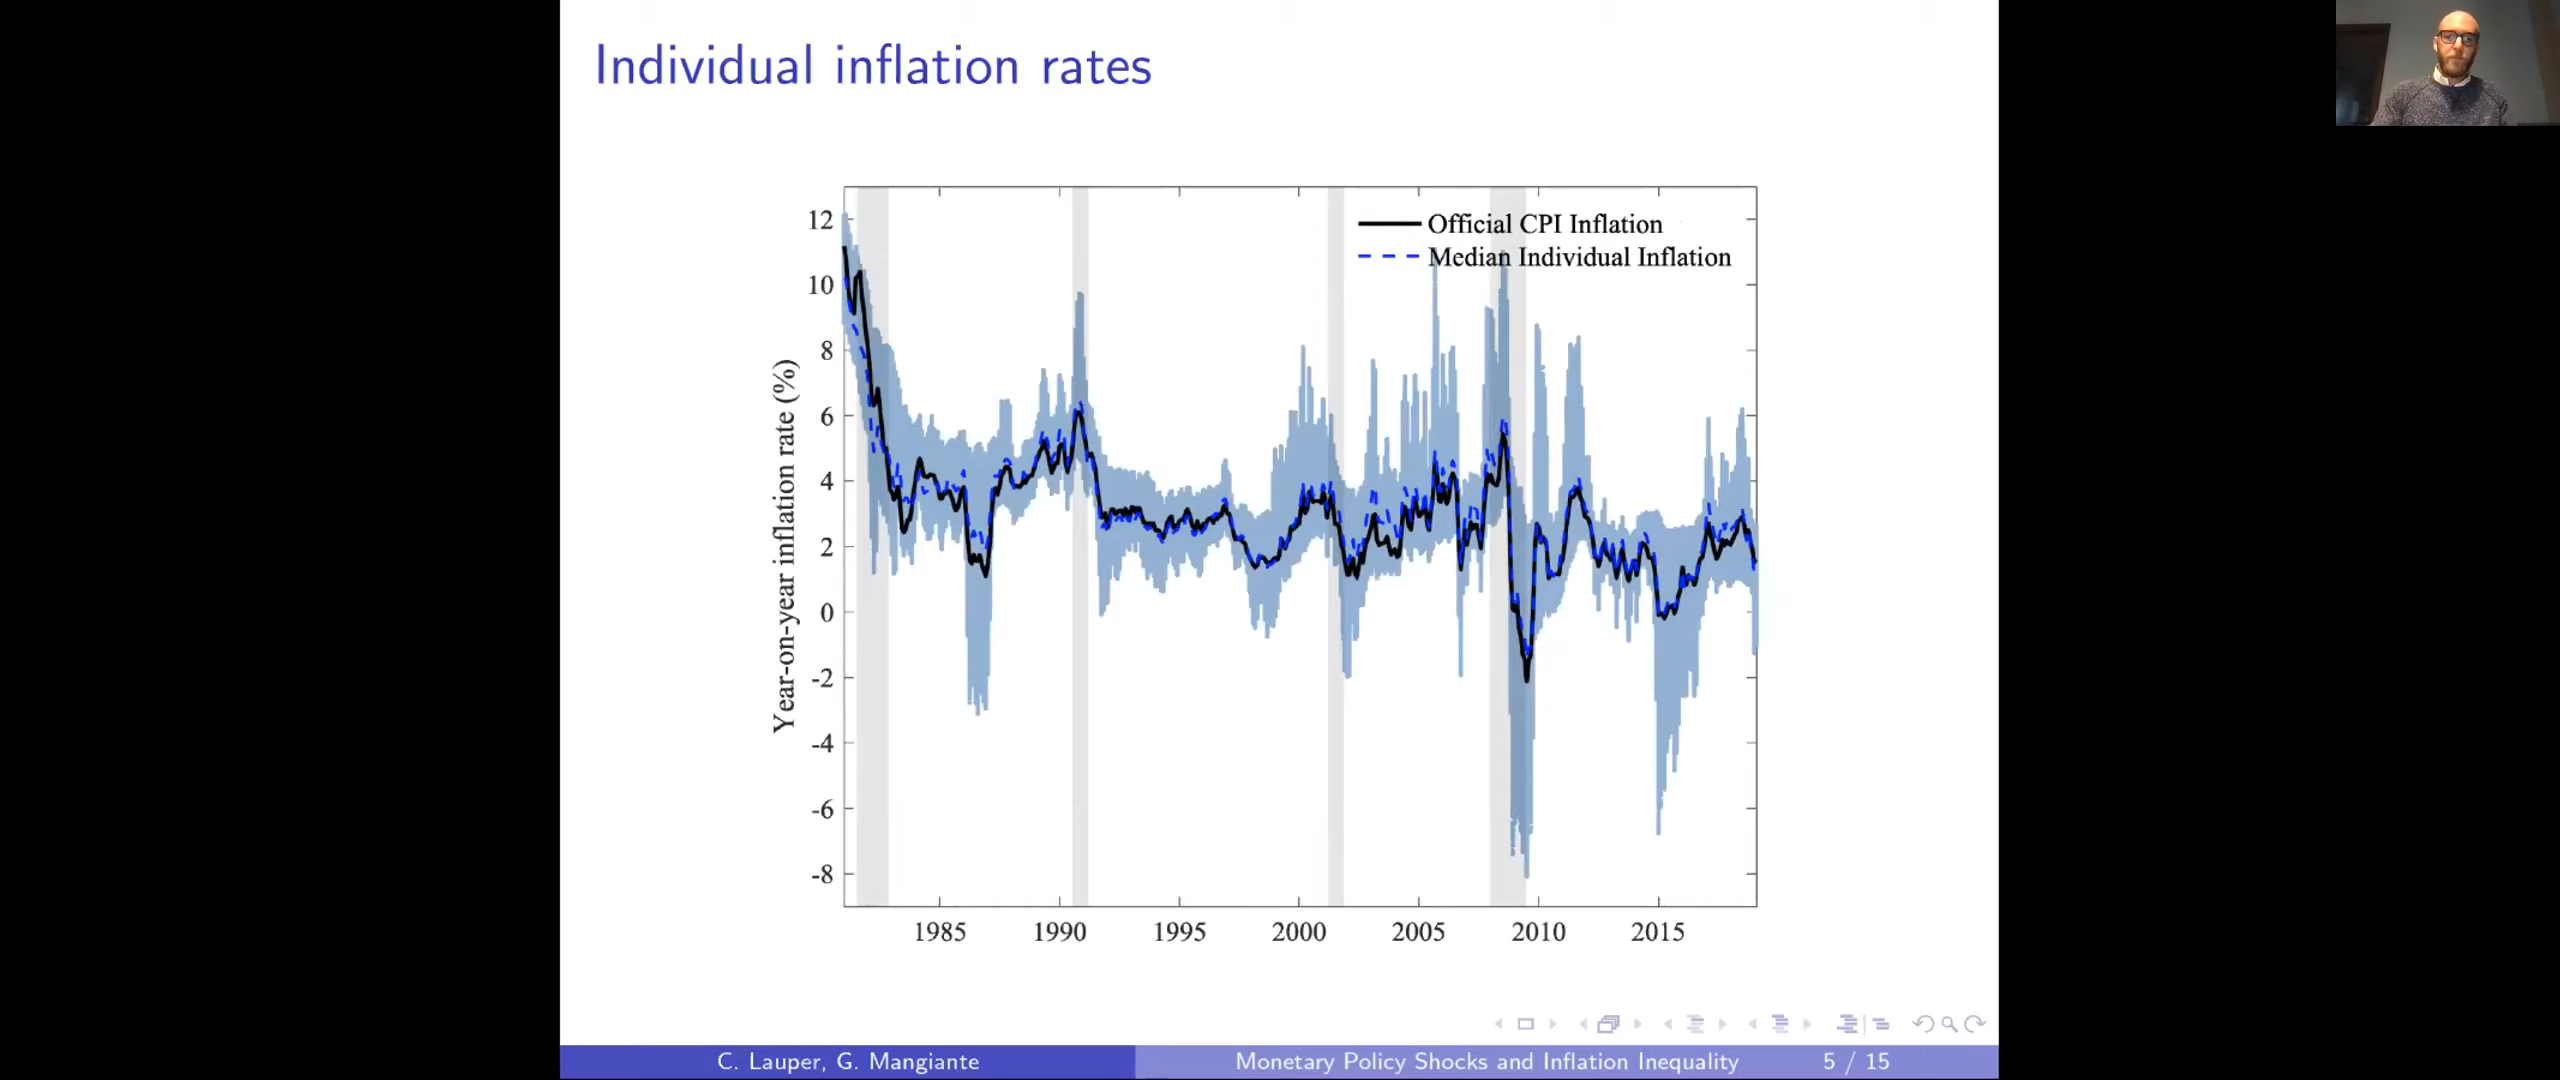 Individual inflation rates
Official CPI Inflation
Median Individual Inflation
Year-on-year inflation rate (%)
12
10
8
6
4
2
0
-2
-4
-6
-8
1985 1990 1995 2000 2005 2010 2015
C. Lauper, G. Mangiante Monetary Policy Shocks and Inflation Inequality 5 / 15